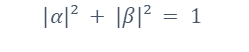 |α|² + |β|² = 1